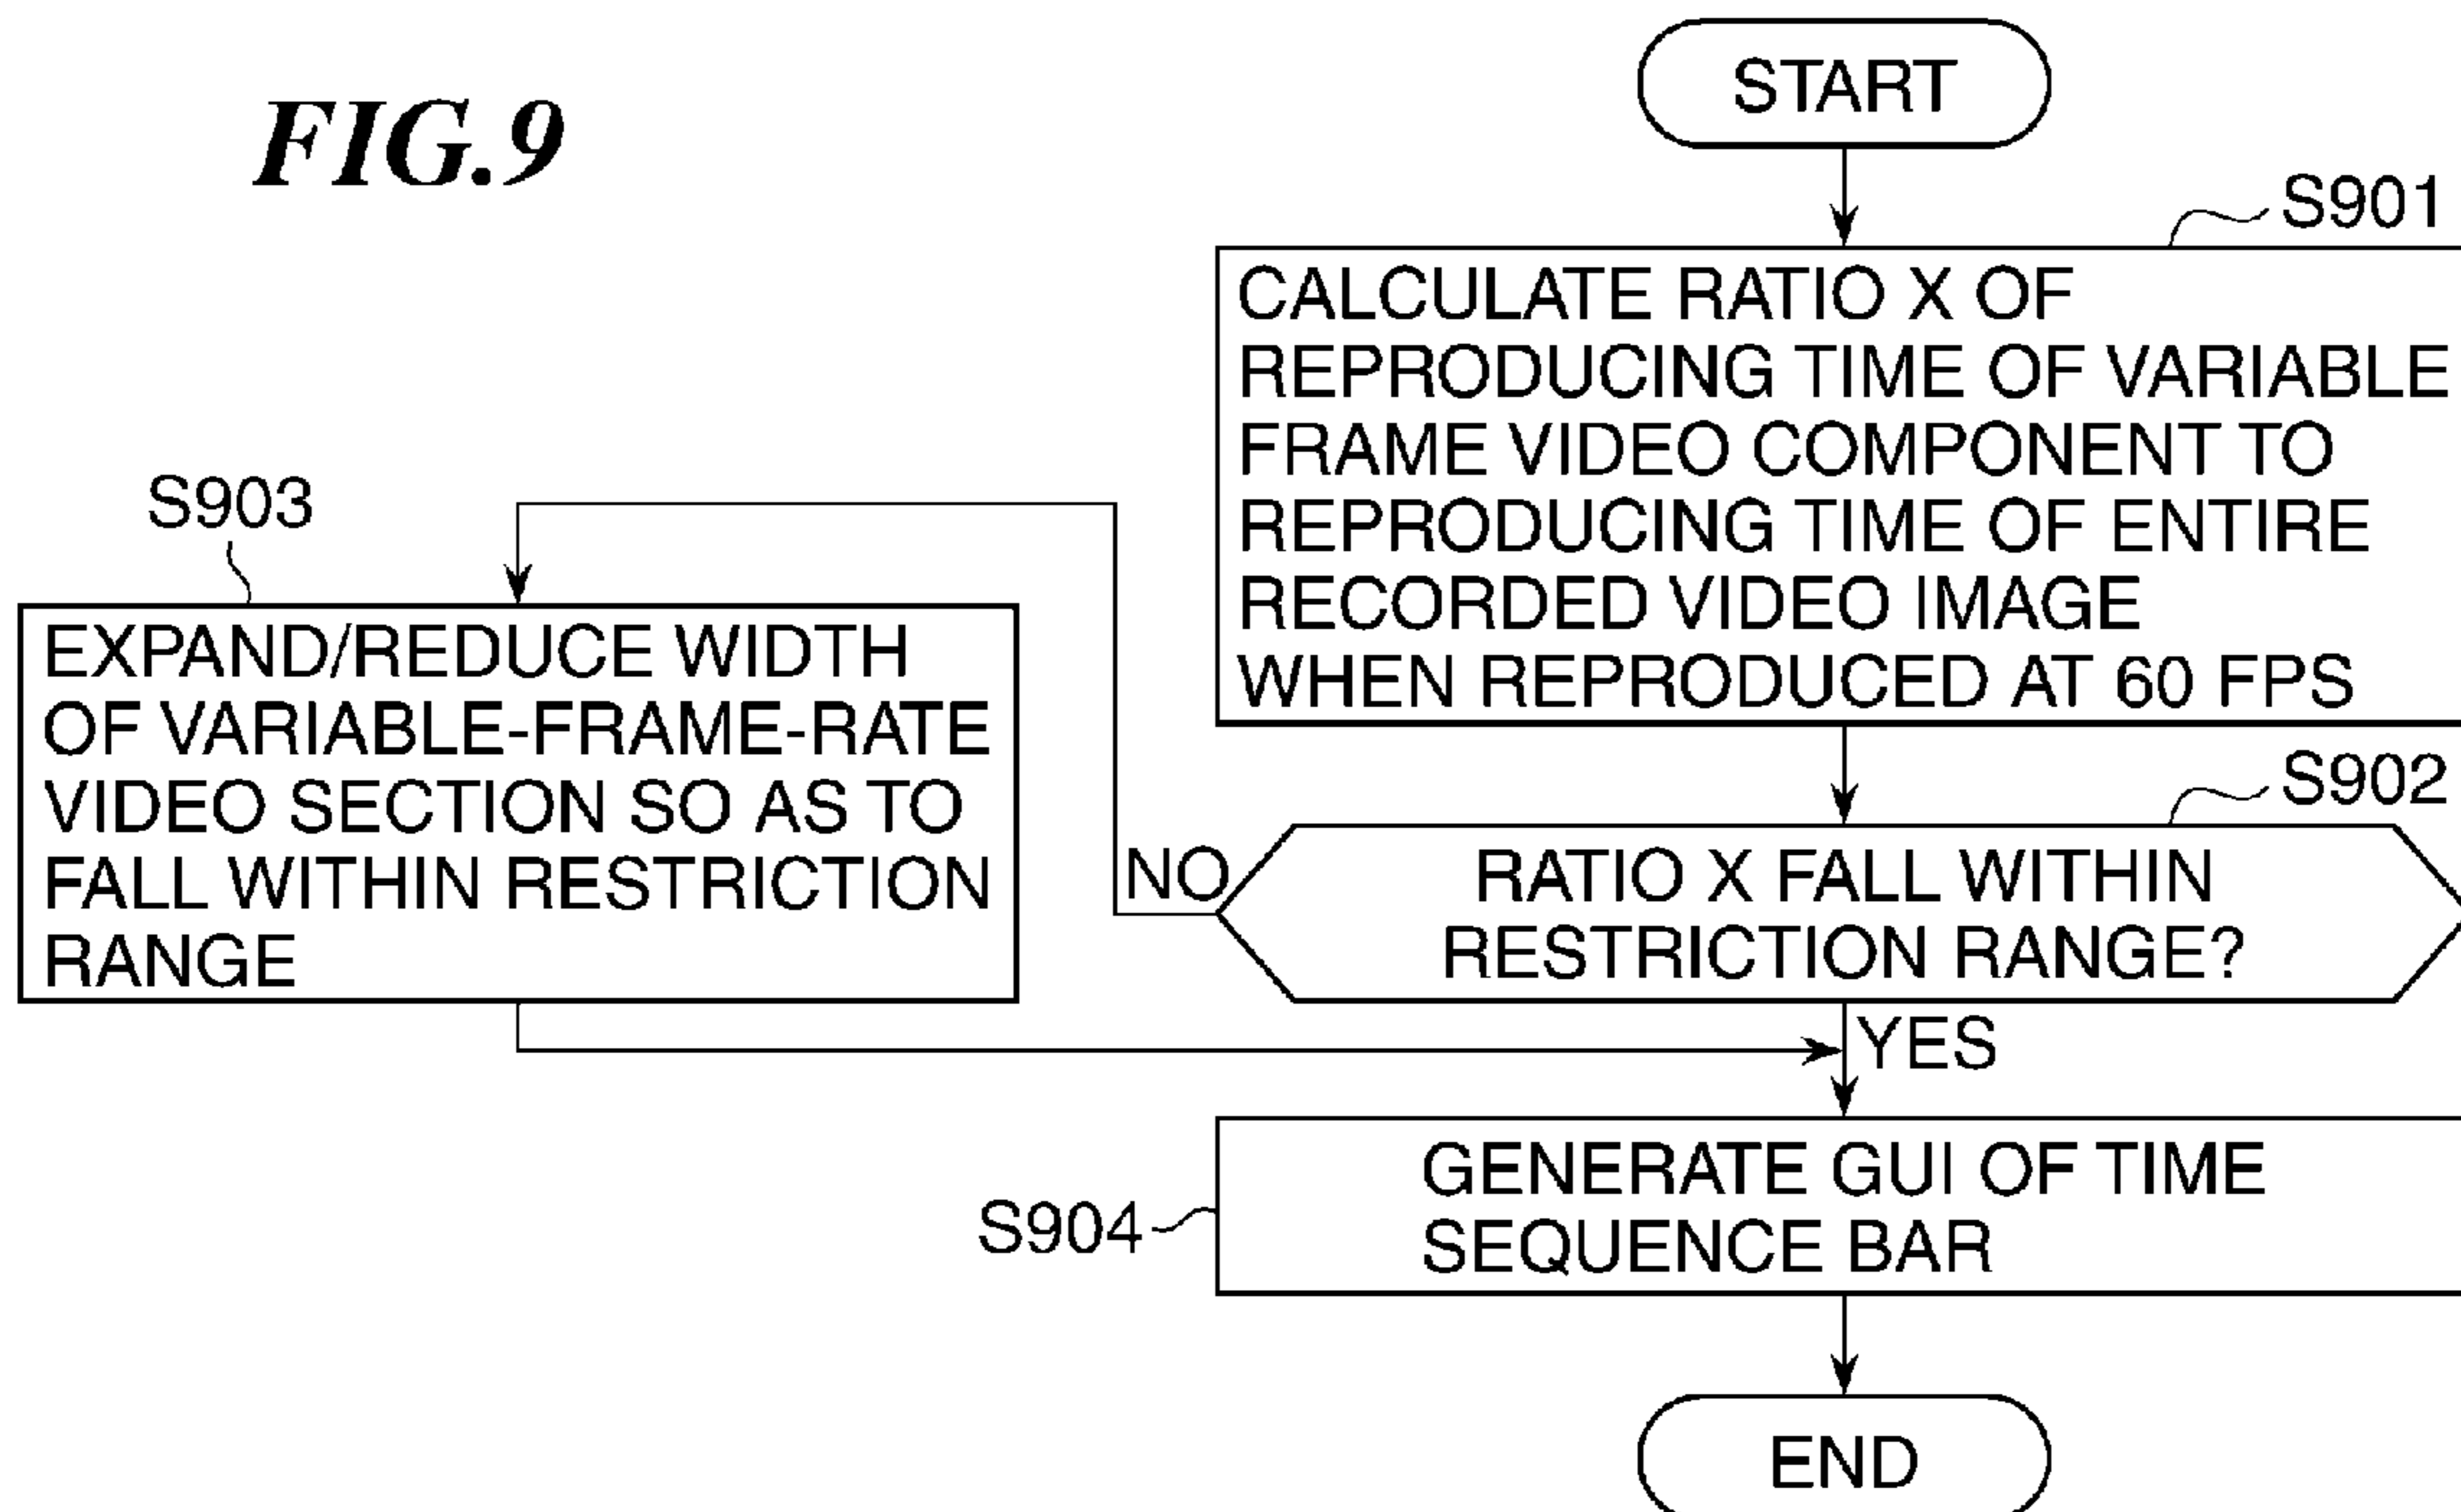 FIG.9
START
S901
CALCULATE RATIO X OF
REPRODUCING TIME OF VARIABLE
FRAME VIDEO COMPONENT TO
REPRODUCING TIME OF ENTIRE
RECORDED VIDEO IMAGE
WHEN REPRODUCED AT 60 FPS
S902
RATIO X FALL WITHIN
RESTRICTION RANGE?
NO
YES
S903
EXPAND/REDUCE WIDTH
OF VARIABLE-FRAME-RATE
VIDEO SECTION SO AS TO
FALL WITHIN RESTRICTION
RANGE
S904
GENERATE GUI OF TIME
SEQUENCE BAR
END